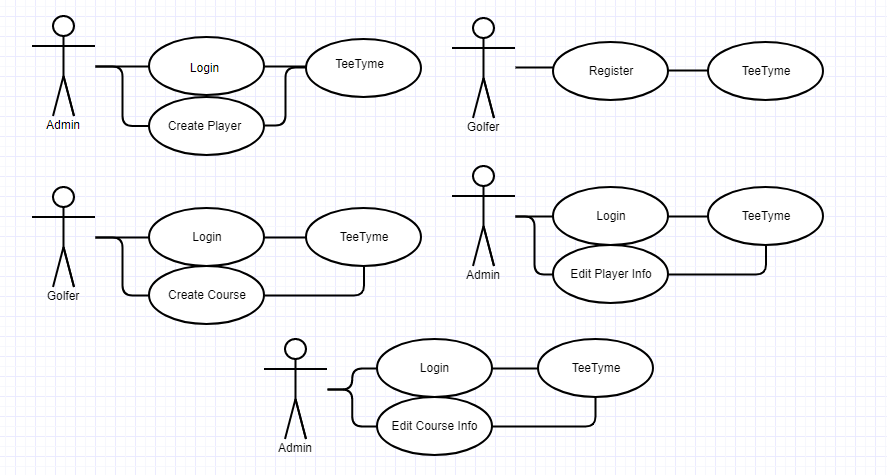 Login
TeeTyme
Create Player
Admin
Register
TeeTyme
Golfer
Login
TeeTyme
Create Course
Golfer
Login
TeeTyme
Edit Player Info
Admin
Login
TeeTyme
Edit Course Info
Admin